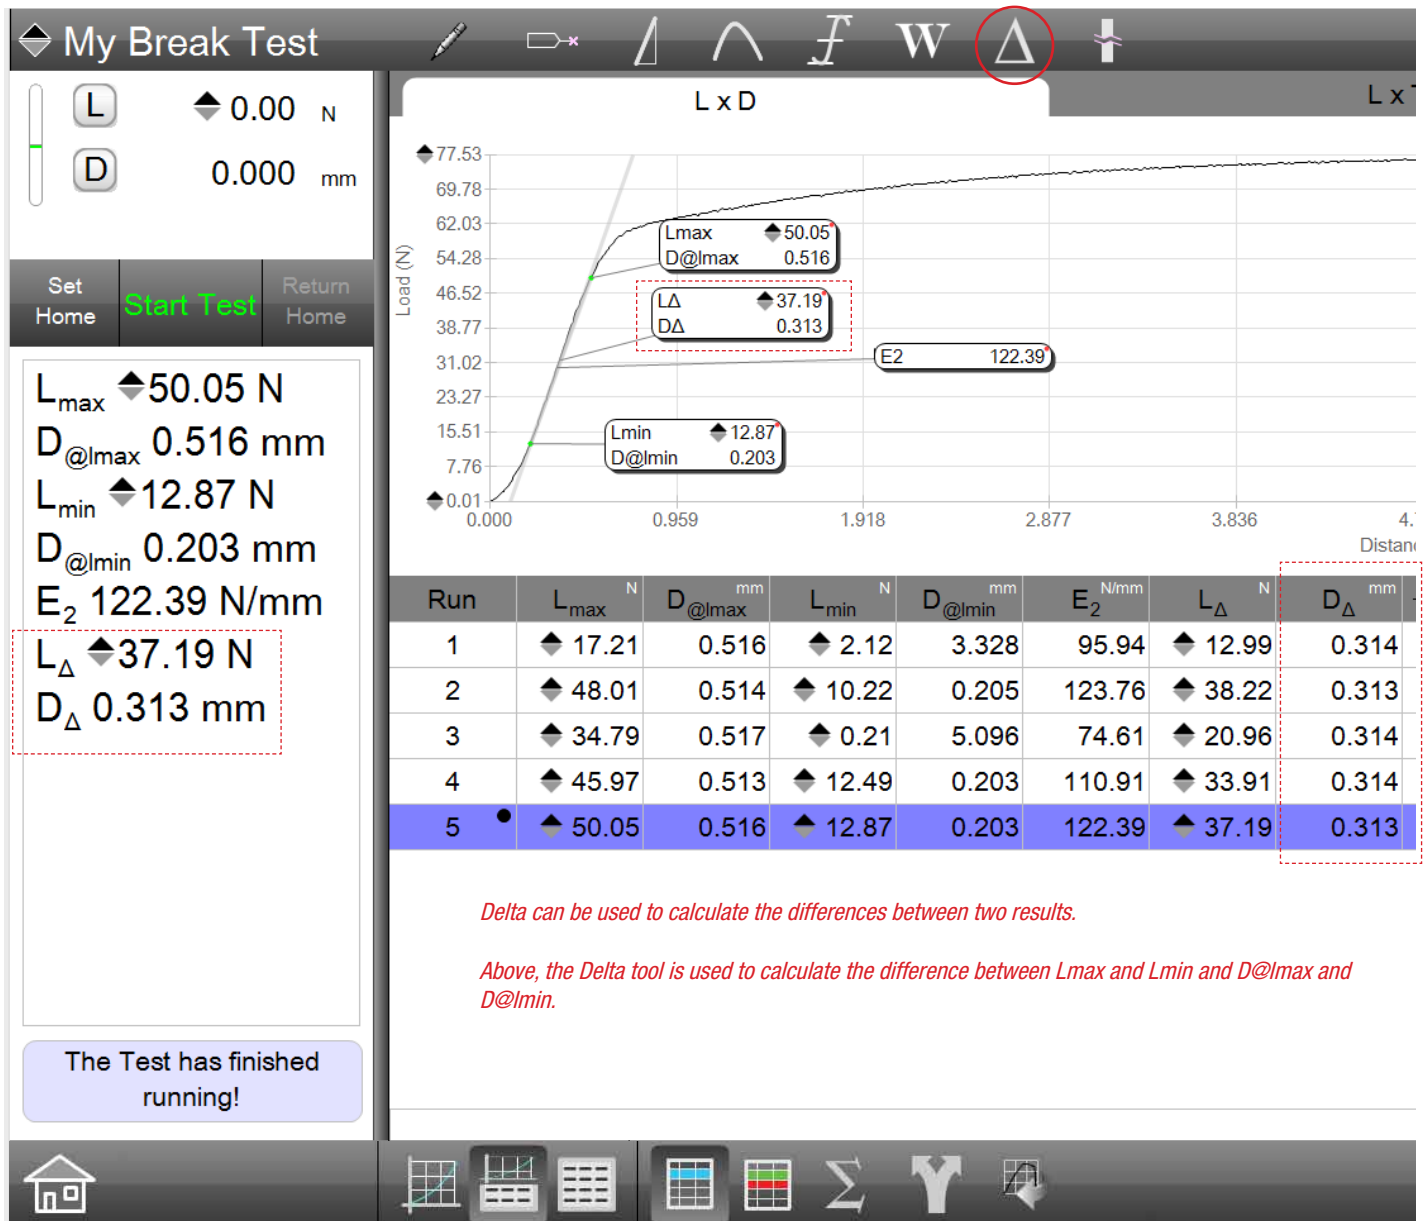 My Break Test
W Δ
L 0.00 N
D 0.000 mm
Set Home
Start Test
Return Home
Lmax 50.05 N
D@lmax 0.516 mm
Lmin 12.87 N
D@lmin 0.203 mm
E2 122.39 N/mm
LΔ 37.19 N
DΔ 0.313 mm
The Test has finished
running!
L x D
L x
77.53
69.78
62.03
54.28
46.52
38.77
31.02
23.27
15.51
7.76
0.01
Load (N)
Lmax 50.05
D@lmax 0.516
LΔ 37.19
DΔ 0.313
E2 122.39
Lmin 12.87
D@lmin 0.203
0.000 0.959 1.918 2.877 3.836 4.
Distanc
Run Lmax N D@lmax mm Lmin N D@lmin mm E2 N/mm LΔ N DΔ mm
1 17.21 0.516 2.12 3.328 95.94 12.99 0.314
2 48.01 0.514 10.22 0.205 123.76 38.22 0.313
3 34.79 0.517 0.21 5.096 74.61 20.96 0.314
4 45.97 0.513 12.49 0.203 110.91 33.91 0.314
5 50.05 0.516 12.87 0.203 122.39 37.19 0.313
Delta can be used to calculate the differences between two results.
Above, the Delta tool is used to calculate the difference between Lmax and Lmin and D@lmax and
D@lmin.
Σ